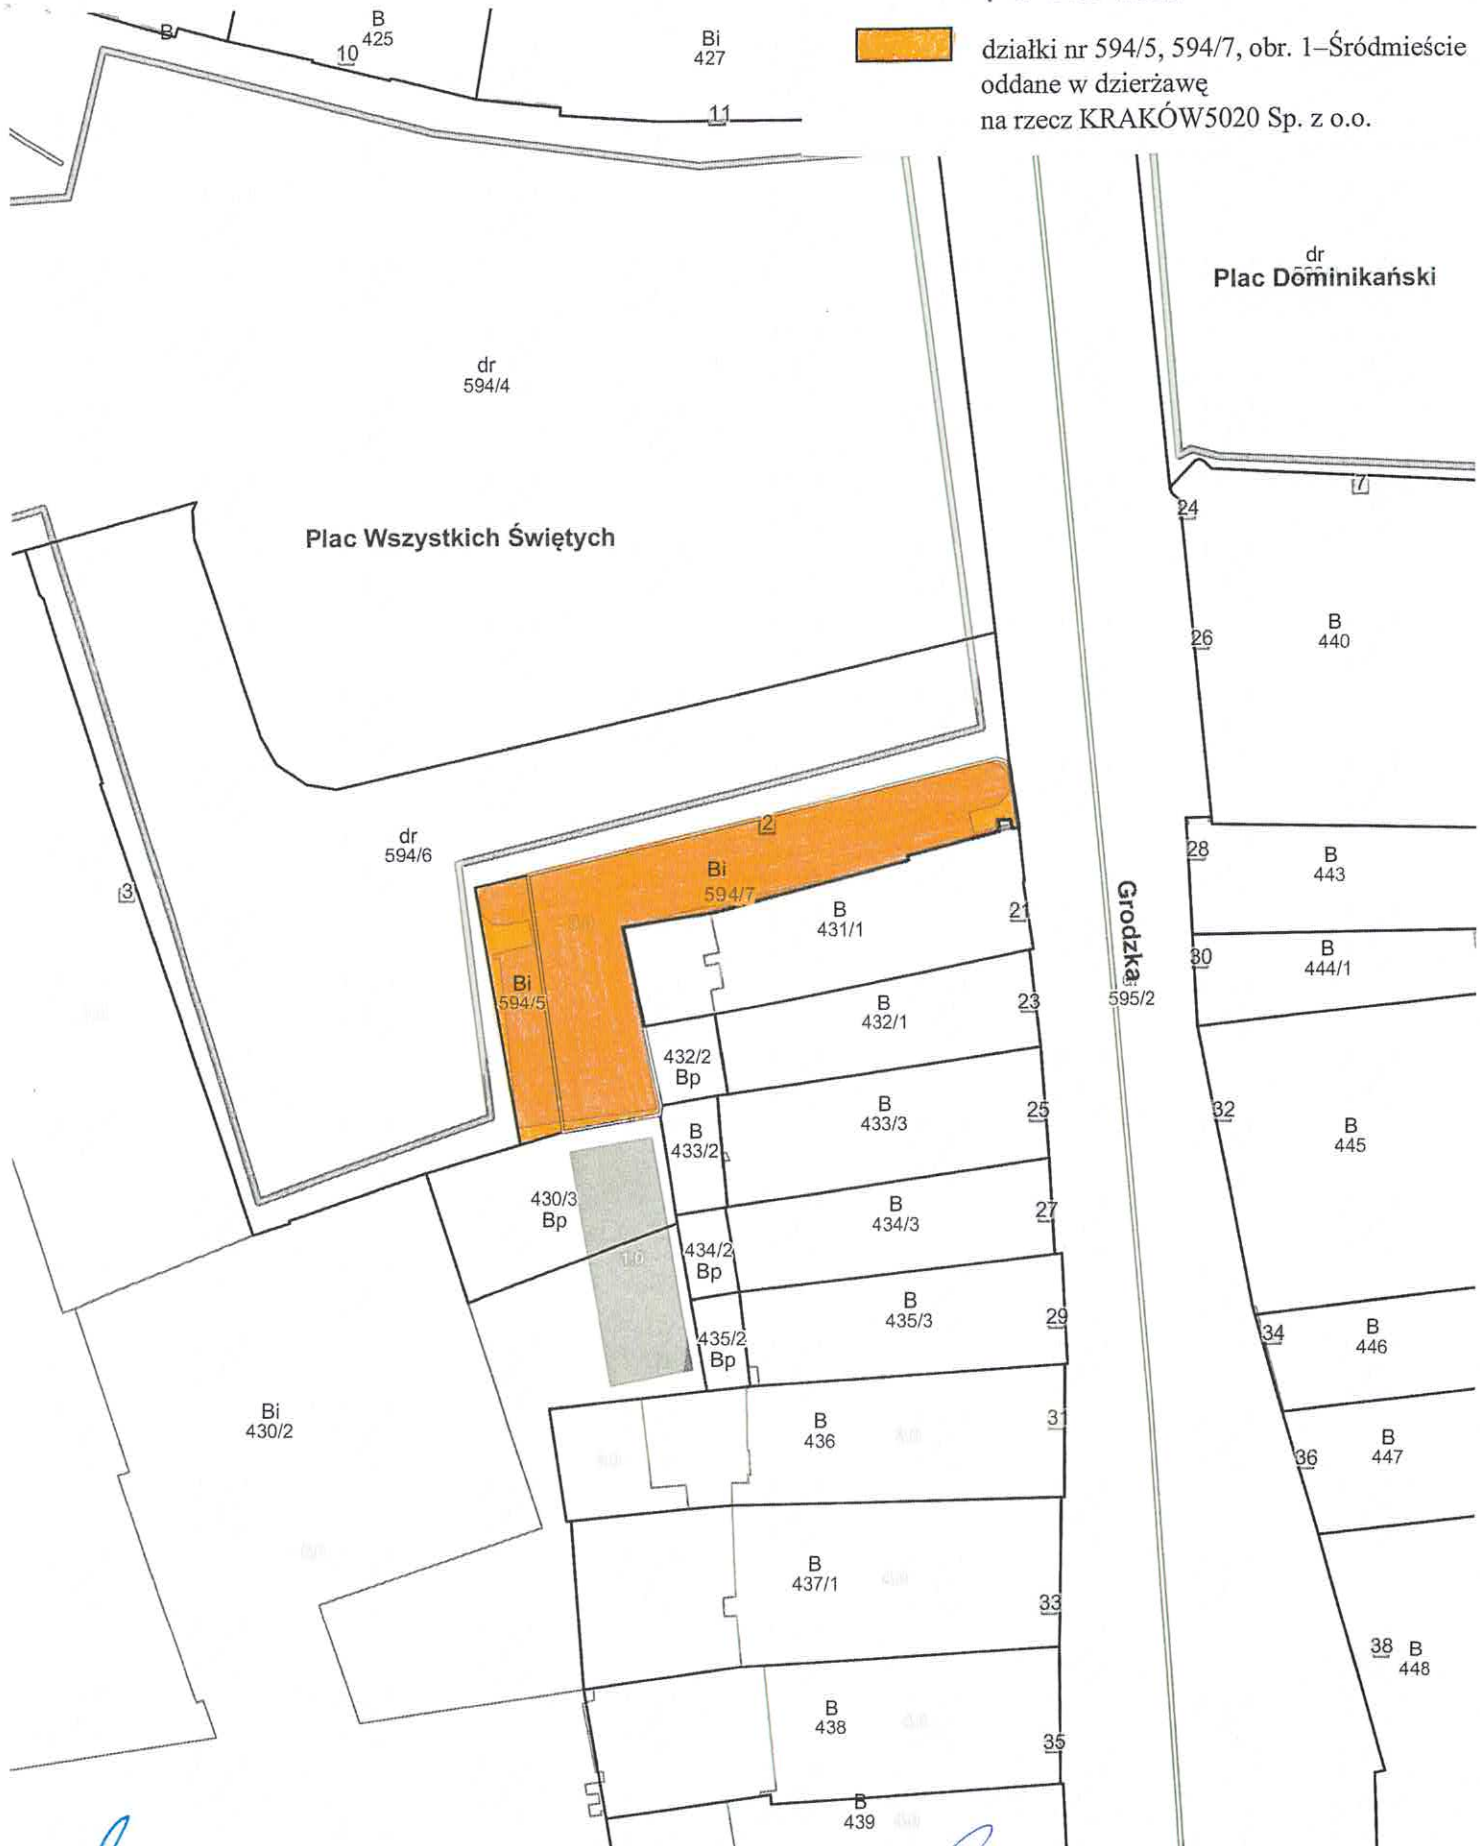 B
425
10
B
Bi
427
11
działki nr 594/5, 594/7, obr. 1–Śródmieście
oddane w dzierżawę
na rzecz KRAKÓW5020 Sp. z o.o.
dr
Plac Dominikański
dr
594/4
7
24
Plac Wszystkich Świętych
26
B
440
2
dr
594/6
3
28
B
443
Bi
594/7
B
431/1
21
Grodzka
30
B
444/1
Bi
594/5
B
432/1
23
595/2
432/2
Bp
B
433/3
25
32
B
445
B
433/2
430/3
Bp
B
434/3
27
434/2
Bp
1.0
B
435/3
29
435/2
Bp
34
B
446
Bi
430/2
B
436
31
36
B
447
B
437/1
33
38
B
448
B
438
35
B
439